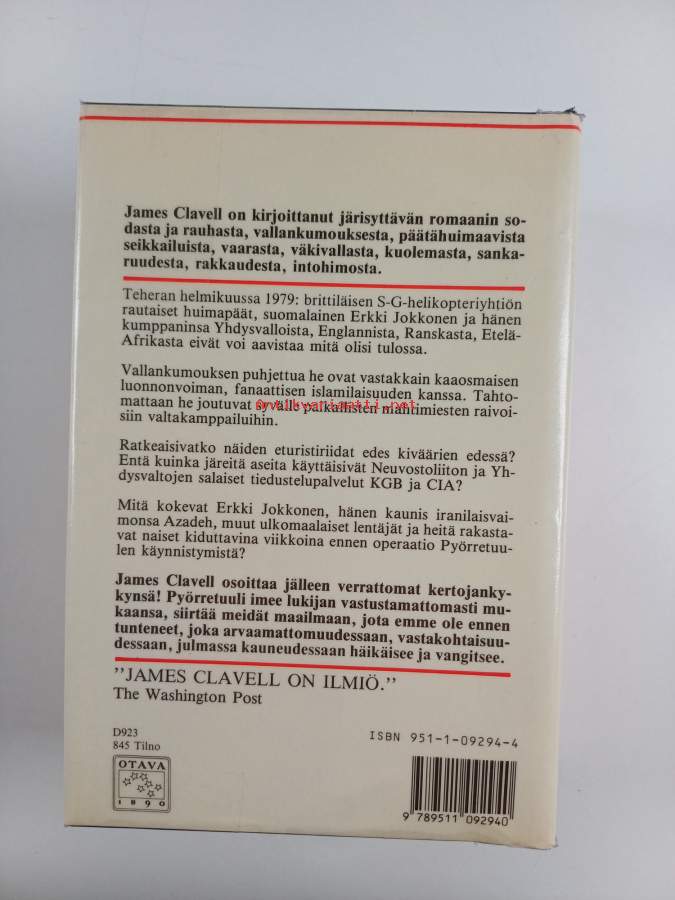 James Clavell on kirjoittanut järisyttävän romaanin so-
dasta ja rauhasta, vallankumouksesta, päätähuimaavista
seikkailuista, vaarasta, väkivallasta, kuolemasta, sanka-
ruudesta, rakkaudesta, intohimosta.
Teheran helmikuussa 1979: brittiläisen S-G-helikopteriyhtiön
rautaiset huimapäät, suomalainen Erkki Jokkonen ja hänen
kumppaninsa Yhdysvalloista, Englannista, Ranskasta, Etelä-
Afrikasta eivät voi aavistaa mitä olisi tulossa.
Vallankumouksen puhjettua he ovat vastakkain kaaosmaisen
luonnonvoiman, fanaattisen islamilaisuuden kanssa. Tahto-
mattaan he joutuvat syvälle paikallisten mahtimiesten raivoi-
Antikvariaatti.net
siin valtakamppailuihin.
Ratkeaisivatko näiden eturistiriidat edes kiväärien edessä?
Entä kuinka järeitä aseita käyttäisivät Neuvostoliiton ja Yh-
dysvaltojen salaiset tiedustelupalvelut KGB ja CIA?
Mitä kokevat Erkki Jokkonen, hänen kaunis iranilaisvai-
monsa Azadeh, muut ulkomaalaiset lentäjät ja heitä rakasta-
vat naiset kiduttavina viikkoina ennen operaatio Pyörretuu-
len käynnistymistä?
James Clavell osoittaa jälleen verrattomat kertojanky-
kynsä! Pyörretuuli imee lukijan vastustamattomasti mu-
kaansa, siirtää meidät maailmaan, jota emme ole ennen
tunteneet, joka arvaamattomuudessaan, vastakohtaisuu-
dessaan, julmassa kauneudessaan häikäisee ja vangitsee.
"JAMES CLAVELL ON ILMIÖ."
The Washington Post
D923
845 Tilno
OTAVA
1890
ISBN 951-1-09294-4
9 789511 092940